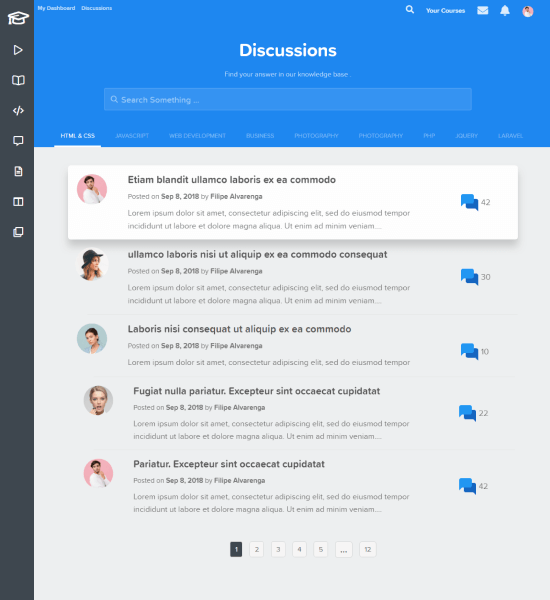 My Dashboard Discussions
Your Courses
Discussions
Find your answer in our knowledge base
Search Something ...
HTML & CSS JAVASCRIPT WEB DEVELOPMENT BUSINESS PHOTOGRAPHY PHOTOGRAPHY PHP JQUERY LARAVEL
Etiam blandit ullamco laboris ex ea commodo
Posted on Sep 8, 2018 by Filipe Alvarenga
42
Lorem ipsum dolor sit amet, consectetur adipiscing elit, sed do eiusmod tempor
incididunt ut labore et dolore magna aliqua. Ut enim ad minim veniam....
ullamco laboris nisi ut aliquip ex ea commodo consequat
Posted on Sep 8, 2018 by Filipe Alvarenga
30
Lorem ipsum dolor sit amet, consectetur adipiscing elit, sed do eiusmod tempor
incididunt ut labore et dolore magna aliqua. Ut enim ad minim veniam....
Laboris nisi consequat ut aliquip ex ea commodo
Posted on Sep 8, 2018 by Filipe Alvarenga
10
Lorem ipsum dolor sit amet, consectetur adipiscing elit, sed do eiusmod tempor
Fugiat nulla pariatur. Excepteur sint occaecat cupidatat
Posted on Sep 8, 2018 by Filipe Alvarenga
22
Lorem ipsum dolor sit amet, consectetur adipiscing elit, sed do eiusmod tempor
incididunt ut labore et dolore magna aliqua. Ut enim ad minim veniam....
Pariatur. Excepteur sint occaecat cupidatat
Posted on Sep 8, 2018 by Filipe Alvarenga
42
Lorem ipsum dolor sit amet, consectetur adipiscing elit, sed do eiusmod tempor
incididunt ut labore et dolore magna aliqua. Ut enim ad minim veniam....
1 2 3 4 5 ... 12